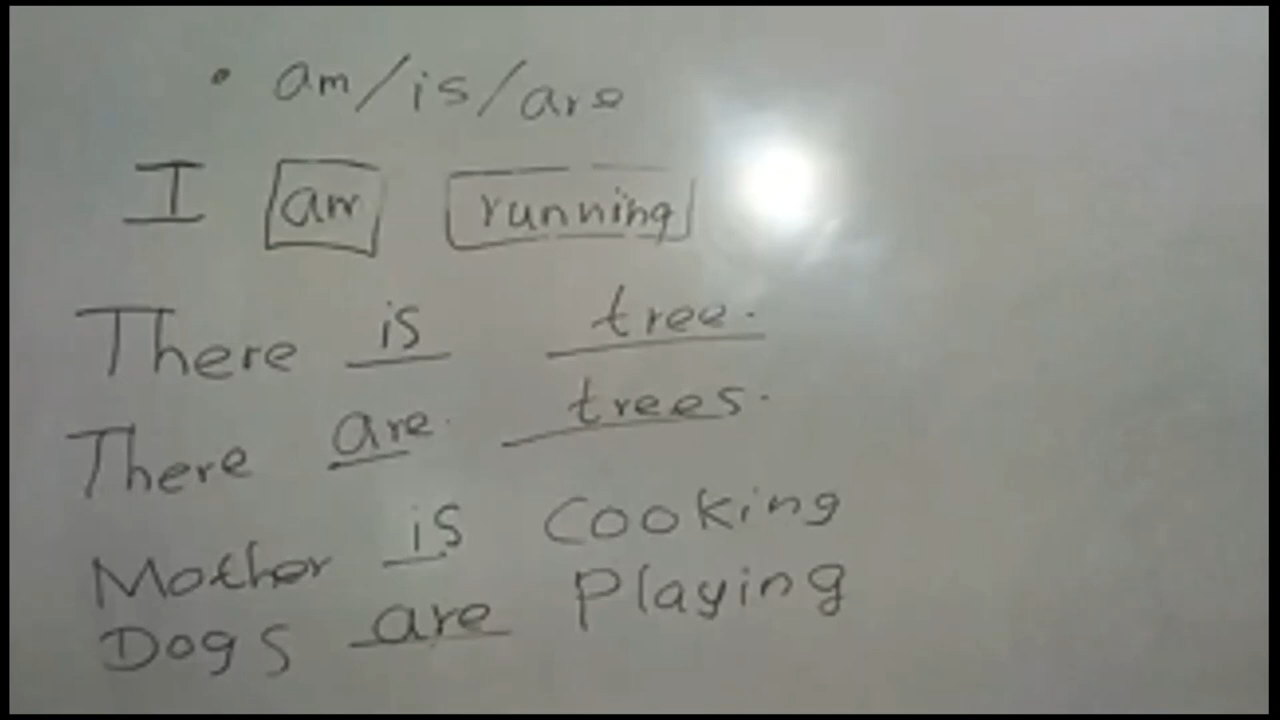 • am/is/are
I am running
There is tree.
There are trees.
Mother is Cooking
Dogs are Playing